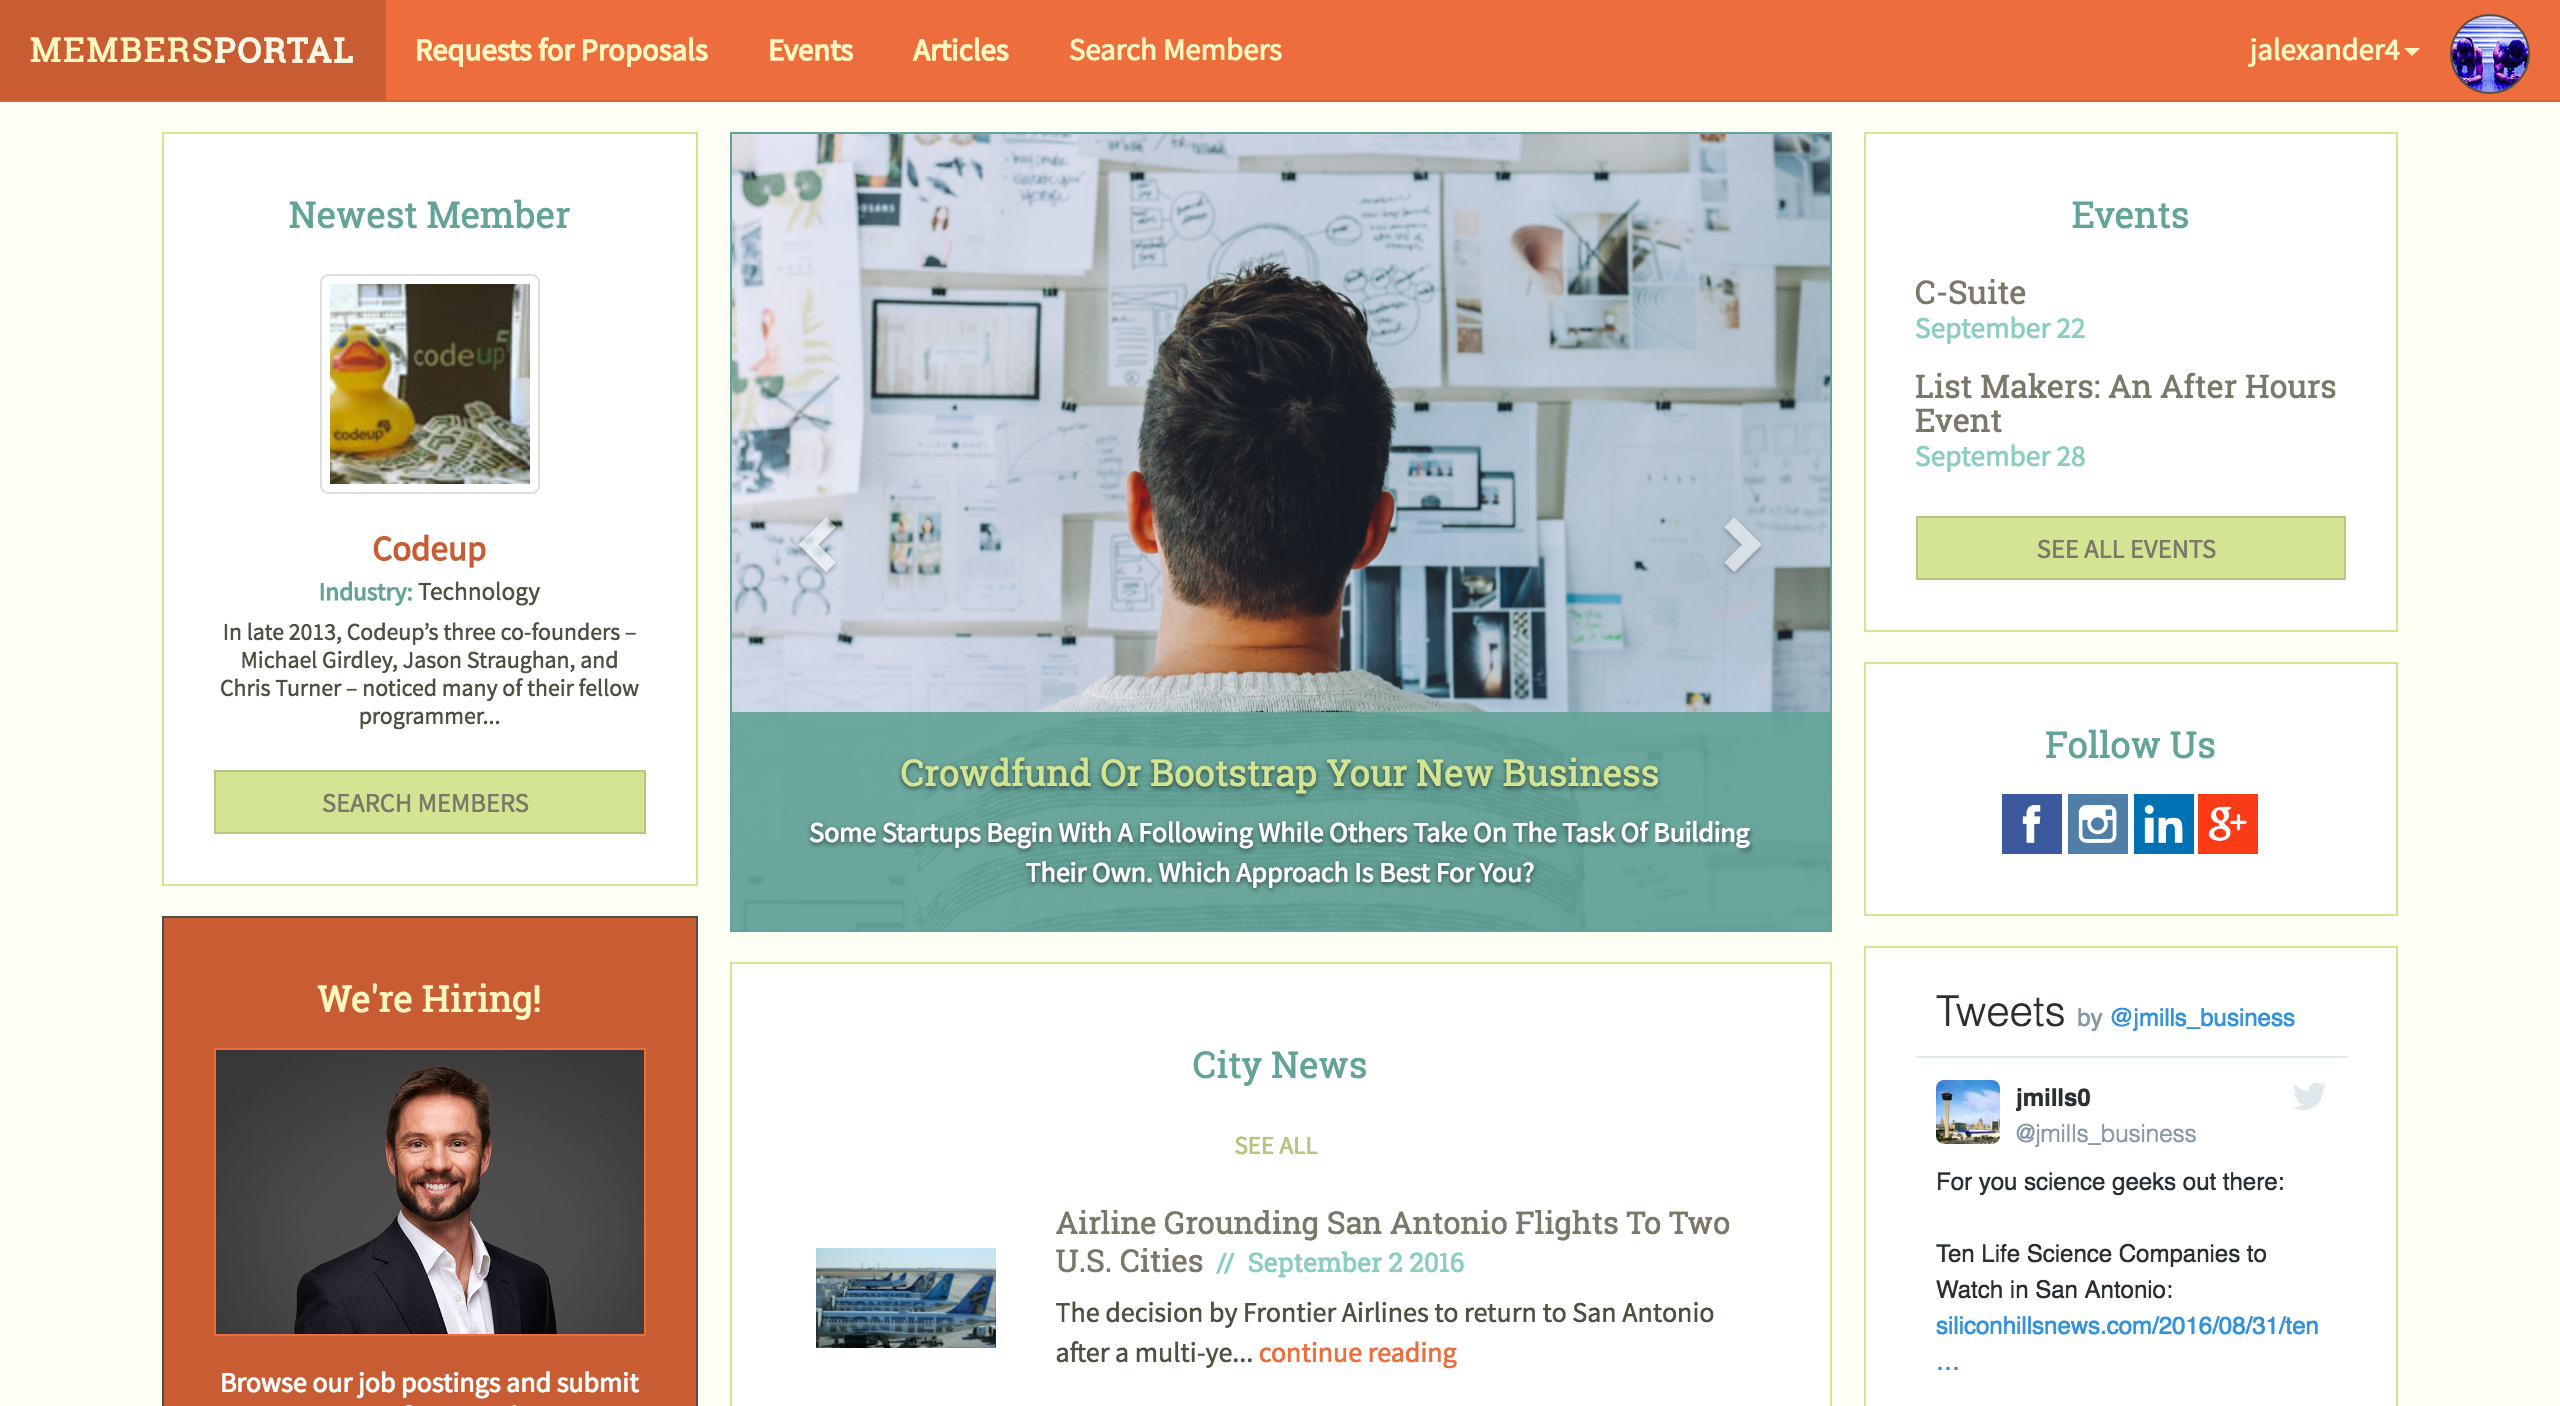 MEMBERSPORTAL
Requests for Proposals
Events
Articles
Search Members
jalexander4
Newest Member
codeup
codeup
Codeup
Industry: Technology
In late 2013, Codeup’s three co-founders –
Michael Girdley, Jason Straughan, and
Chris Turner – noticed many of their fellow
programmer...
SEARCH MEMBERS
We're Hiring!
Browse our job postings and submit
Crowdfund Or Bootstrap Your New Business
Some Startups Begin With A Following While Others Take On The Task Of Building
Their Own. Which Approach Is Best For You?
City News
SEE ALL
Airline Grounding San Antonio Flights To Two
U.S. Cities // September 2 2016
The decision by Frontier Airlines to return to San Antonio
after a multi-ye... continue reading
Events
C-Suite
September 22
List Makers: An After Hours
Event
September 28
SEE ALL EVENTS
Follow Us
f
in
g+
Tweets by @jmills_business
jmills0
@jmills_business
For you science geeks out there:
Ten Life Science Companies to
Watch in San Antonio:
siliconhillsnews.com/2016/08/31/ten
...